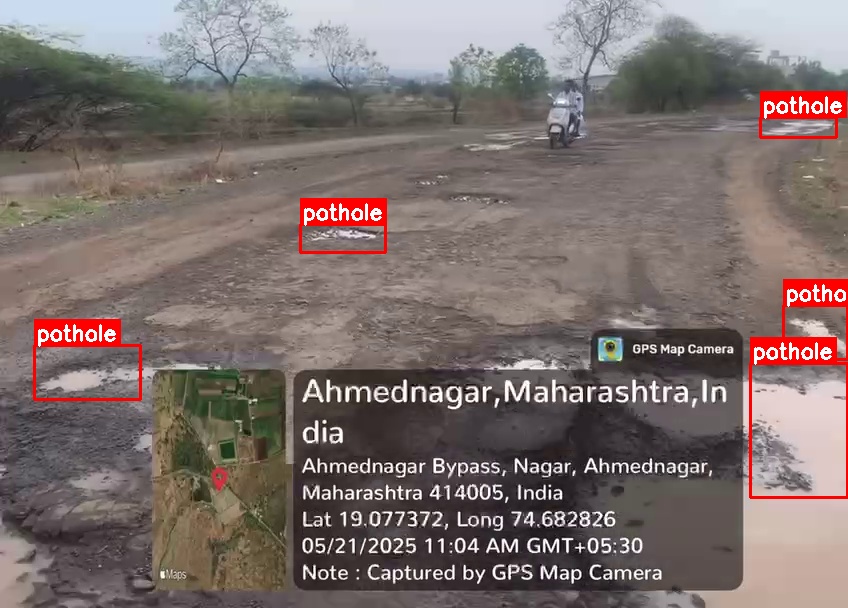 pothole
pothole
potho
pothole
pothole
GPS Map Camera
Ahmednagar,Maharashtra,In
dia
Ahmednagar Bypass, Nagar, Ahmednagar,
Maharashtra 414005, India
Lat 19.077372, Long 74.682826
05/21/2025 11:04 AM GMT+05:30
Note : Captured by GPS Map Camera
Maps